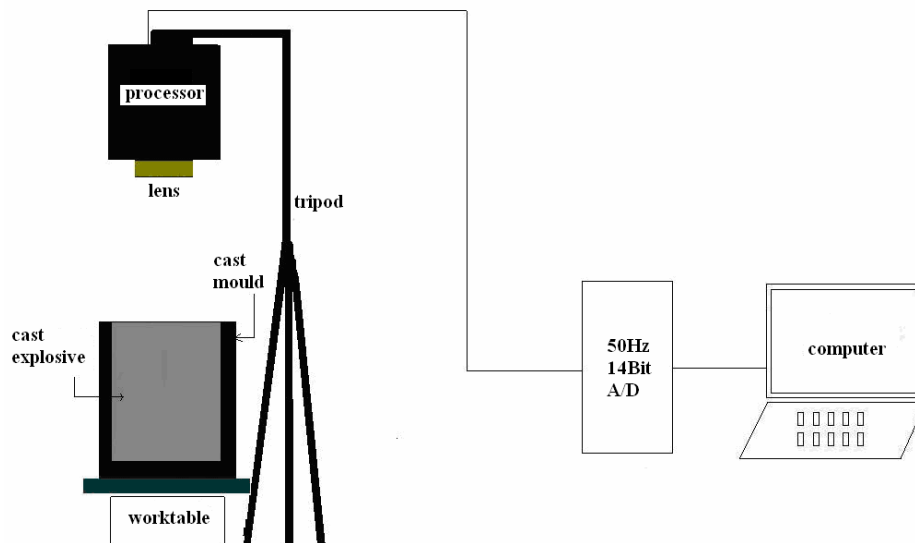 processor
lens
tripod
cast
mould
cast
explosive
worktable
50Hz
14Bit
A/D
computer